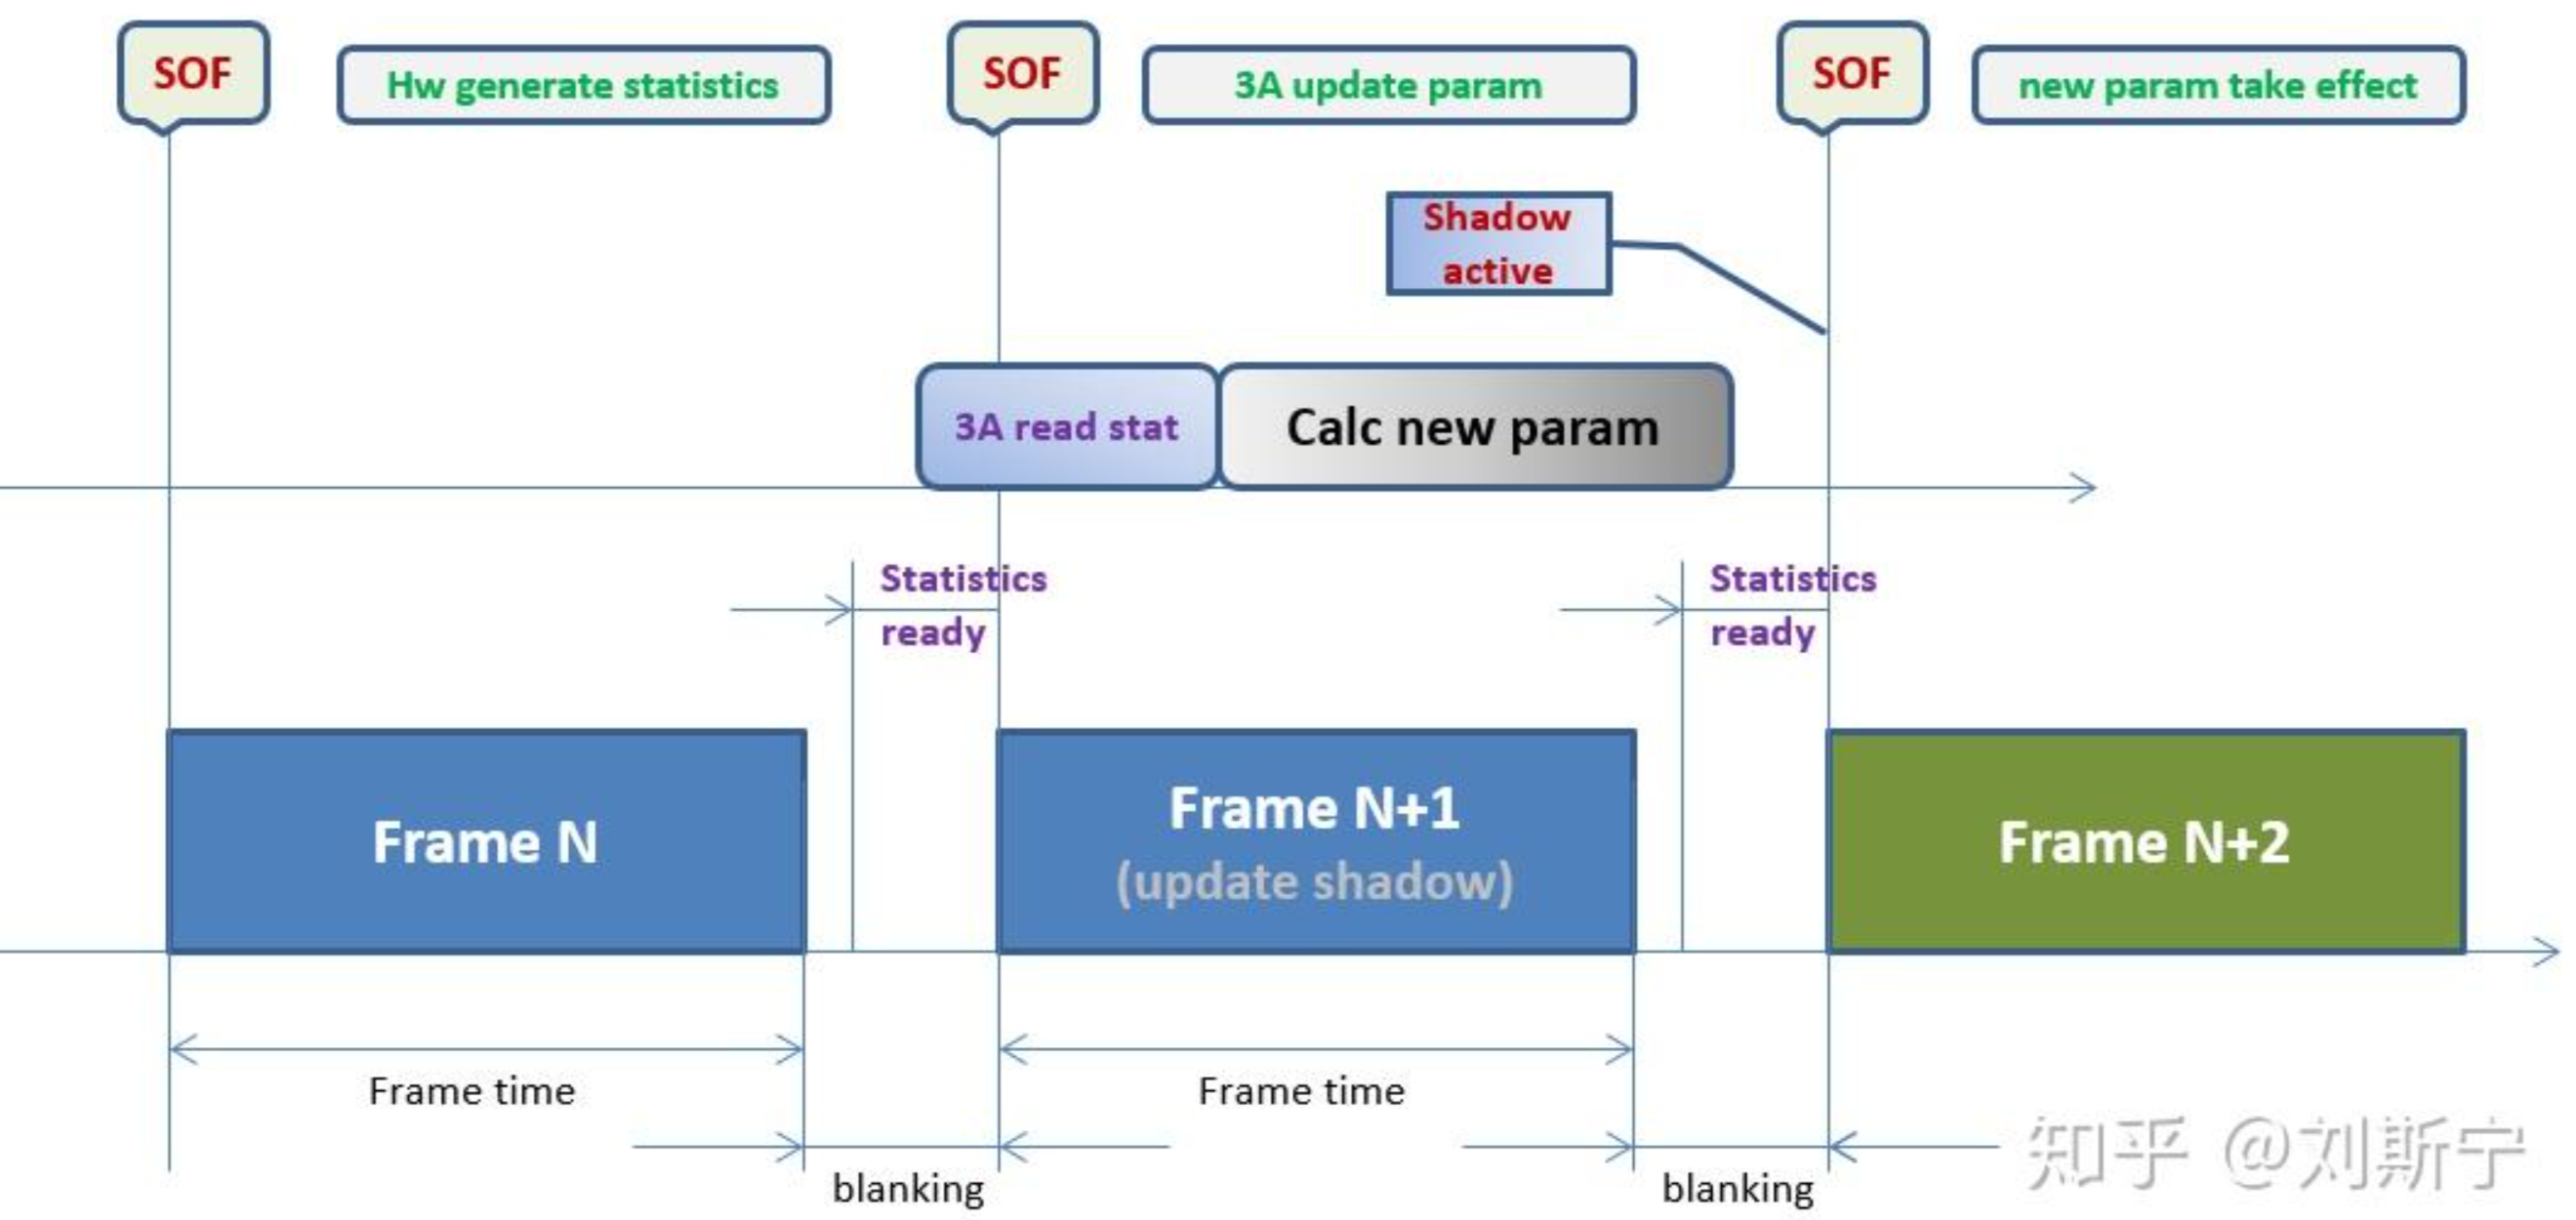 SOF
Hw generate statistics
SOF
3A update param
SOF
new param take effect
Shadow
active
3A read stat
Calc new param
Statistics
ready
Statistics
ready
Frame N
Frame N+1
(update shadow)
Frame N+2
Frame time
Frame time
blanking
blanking
知乎 @刘斯宁